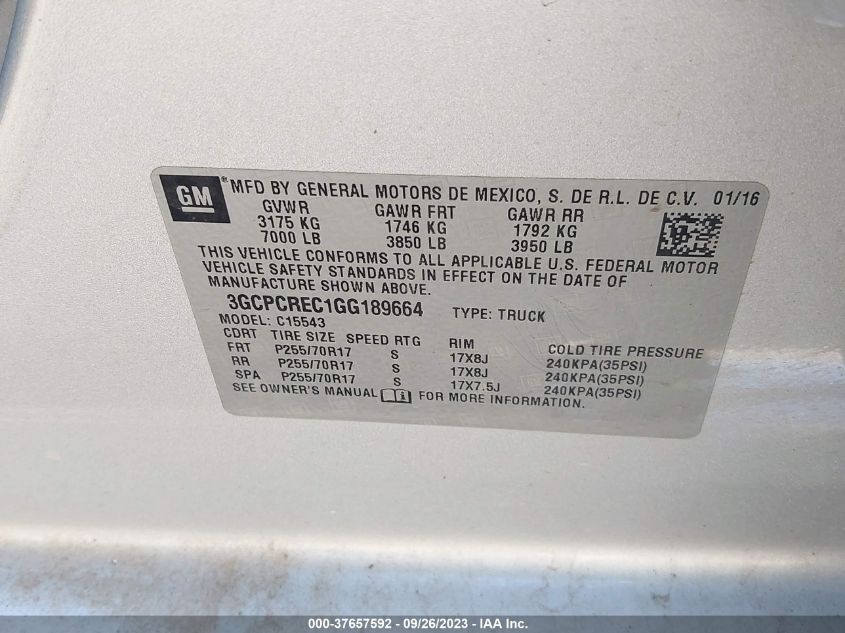 GM® MFD BY GENERAL MOTORS DE MEXICO, S. DE R.L. DE C.V. 01/16
GVWR GAWR FRT GAWR RR
3175 KG 1746 KG 1792 KG
7000 LB 3850 LB 3950 LB
THIS VEHICLE CONFORMS TO ALL APPLICABLE U.S. FEDERAL MOTOR
VEHICLE SAFETY STANDARDS IN EFFECT ON THE DATE OF
MANUFACTURE SHOWN ABOVE.
3GCPCREC1GG189664 TYPE: TRUCK
MODEL: C15543
CDRT TIRE SIZE SPEED RTG RIM COLD TIRE PRESSURE
FRT P255/70R17 S 17X8J 240KPA(35PSI)
RR P255/70R17 S 17X8J 240KPA(35PSI)
SPA P255/70R17 S 17X7.5J 240KPA(35PSI)
SEE OWNER'S MANUAL FOR MORE INFORMATION.
000-37657592 - 09/26/2023 - IAA Inc.